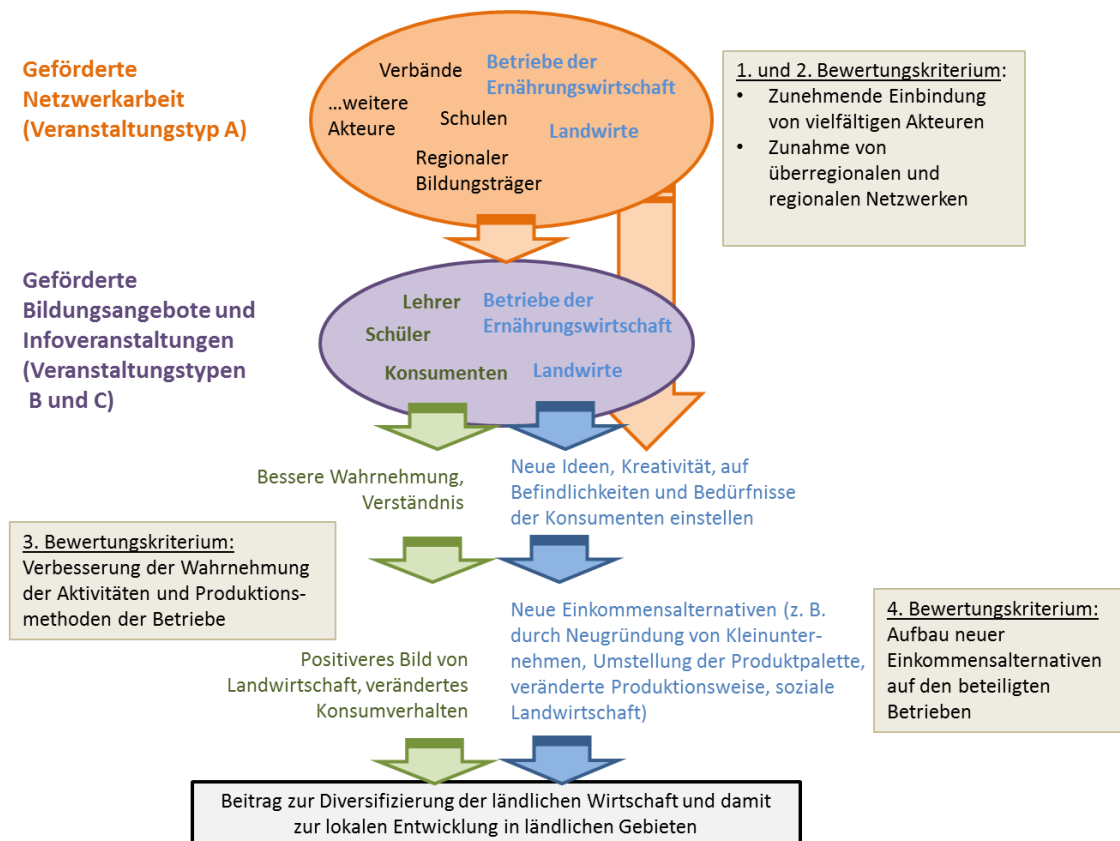 Geförderte
Netzwerkarbeit
(Veranstaltungstyp A)
Verbände
Betriebe der
Ernährungswirtschaft
...weitere
Akteure
Schulen
Landwirte
Regionaler
Bildungsträger
1. und 2. Bewertungskriterium:
• Zunehmende Einbindung
von vielfältigen Akteuren
• Zunahme von
überregionalen und
regionalen Netzwerken
Geförderte
Bildungsangebote und
Infoveranstaltungen
(Veranstaltungstypen
B und C)
Lehrer
Betriebe der
Ernährungswirtschaft
Schüler
Konsumenten
Landwirte
Bessere Wahrnehmung,
Verständnis
Neue Ideen, Kreativität, auf
Befindlichkeiten und Bedürfnisse
der Konsumenten einstellen
3. Bewertungskriterium:
Verbesserung der Wahrnehmung
der Aktivitäten und Produktions-
methoden der Betriebe
Positiveres Bild von
Landwirtschaft, verändertes
Konsumverhalten
Neue Einkommensalternativen (z. B.
durch Neugründung von Kleinunter-
nehmen, Umstellung der Produktpalette,
veränderte Produktionsweise, soziale
Landwirtschaft)
4. Bewertungskriterium:
Aufbau neuer
Einkommensalternativen
auf den beteiligten
Betrieben
Beitrag zur Diversifizierung der ländlichen Wirtschaft und damit
zur lokalen Entwicklung in ländlichen Gebieten